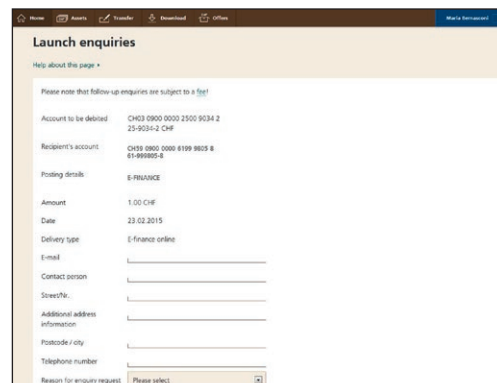 Home Assets Transfer Download Offers Maria Bernasconi
Launch enquiries
Help about this page
Please note that follow-up enquiries are subject to a fee!
Account to be debited CH03 0900 0000 2500 9034 2
25-9034-2 CHF
Recipient's account CH59 0900 0000 6199 9805 8
61-999805-8
Posting details E-FINANCE
Amount 1.00 CHF
Date 23.02.2015
Delivery type E-finance online
E-mail
Contact person
Street/Nr.
Additional address
information
Postcode / city
Telephone number
Reason for enquiry request Please select